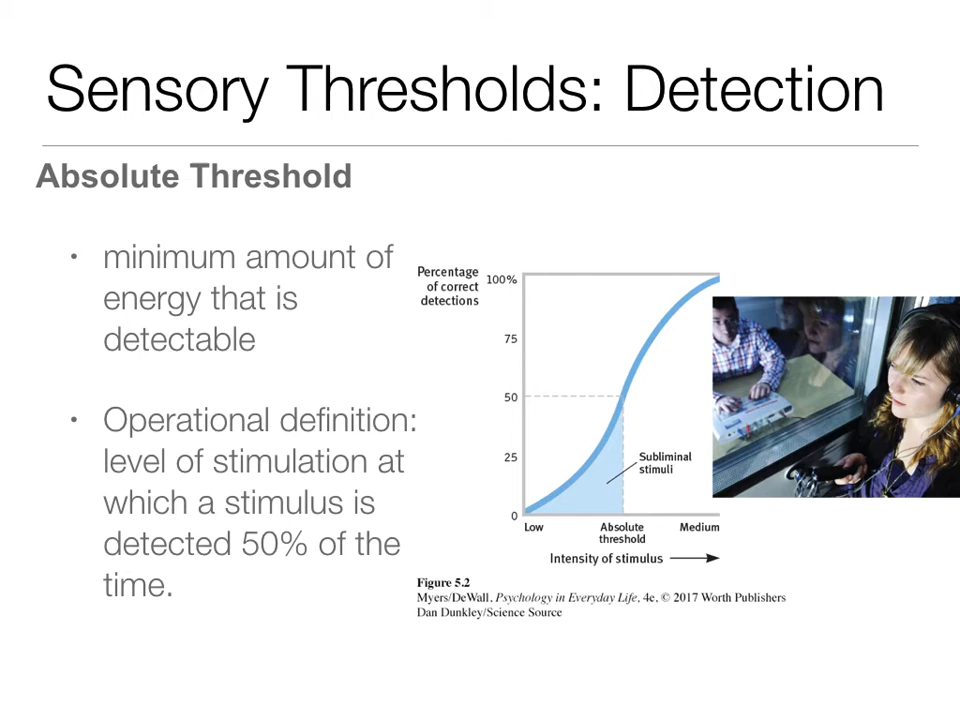 Sensory Thresholds: Detection
Absolute Threshold
• minimum amount of
energy that is
detectable
• Operational definition:
level of stimulation at
which a stimulus is
detected 50% of the
time.
Percentage
of correct
detections
100%
75
50
25
0
Subliminal
stimuli
Low
Absolute
threshold
Medium
Intensity of stimulus
Figure 5.2
Myers/DeWall, Psychology in Everyday Life, 4e, © 2017 Worth Publishers
Dan Dunkley/Science Source